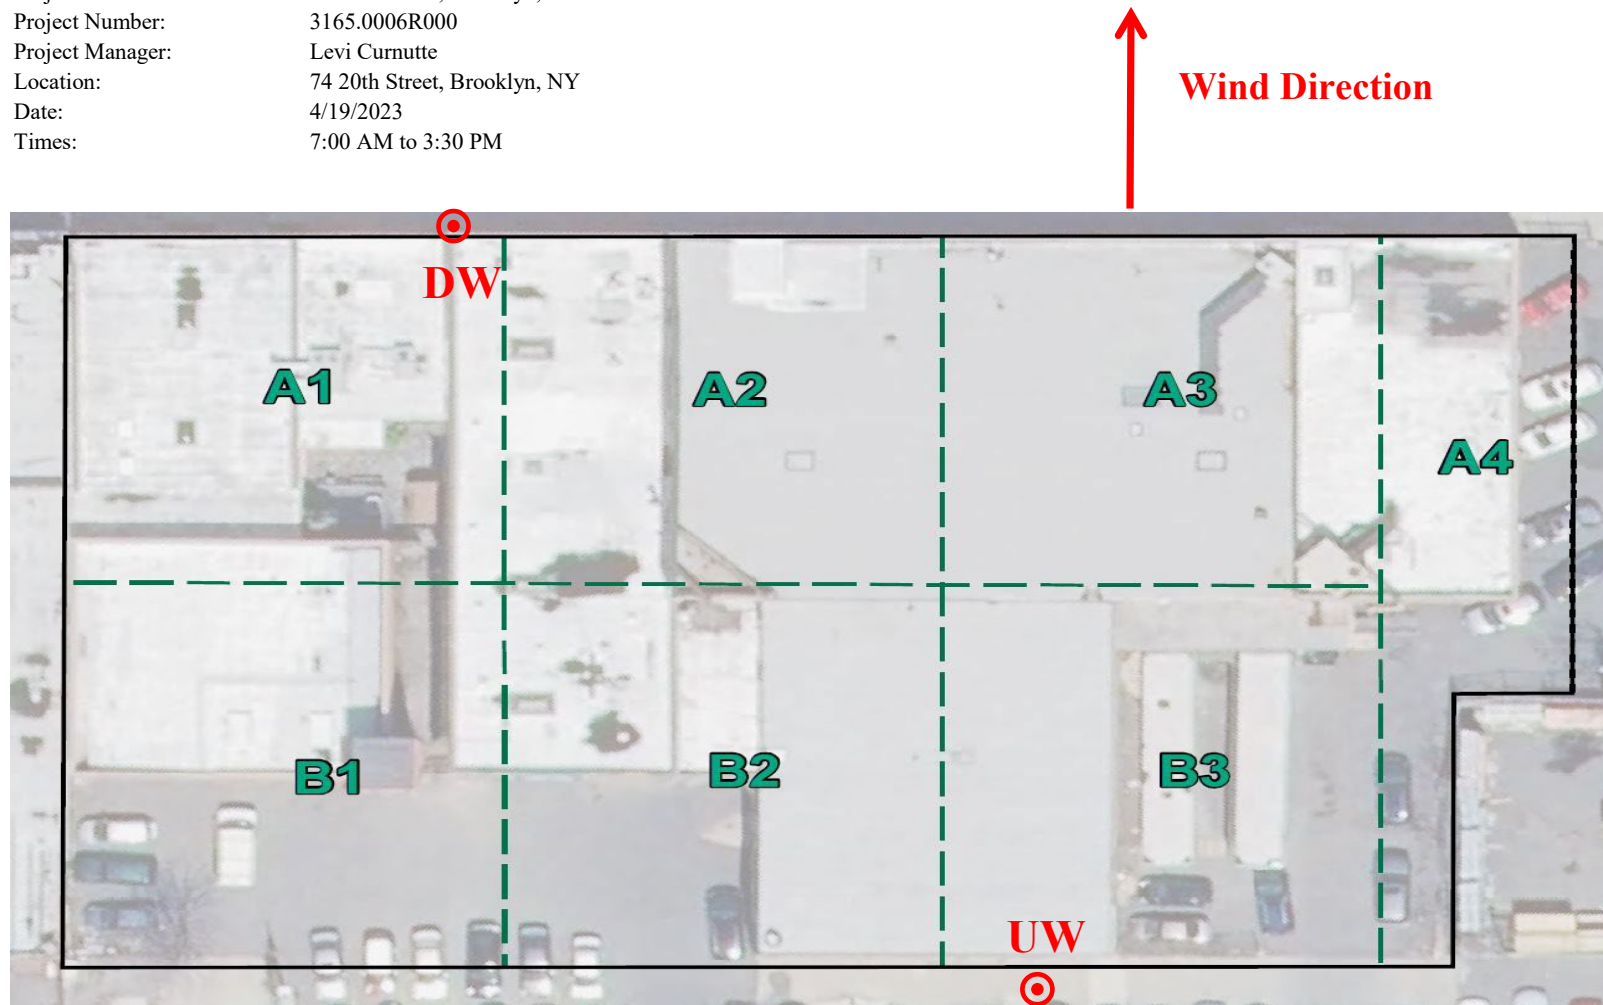 Project Number: 3165.0006R000
Project Manager: Levi Curnutte
Location: 74 20th Street, Brooklyn, NY
Date: 4/19/2023
Times: 7:00 AM to 3:30 PM
Wind Direction
DW
A1
A2
A3
A4
B1
B2
B3
UW